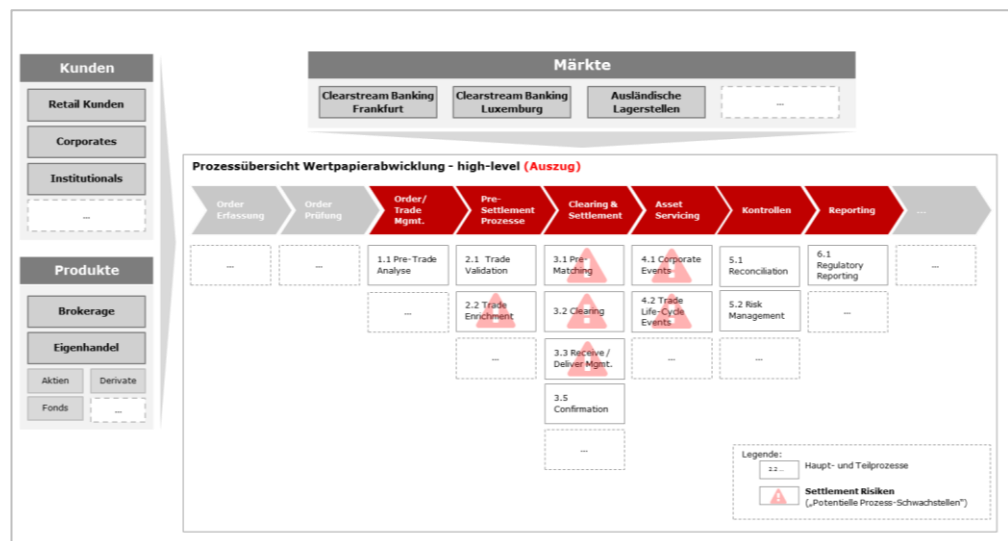 Kunden
Retail Kunden
Corporates
Institutionals
...
Produkte
Brokerage
Eigenhandel
Aktien
Derivate
Fonds
...
Märkte
Clearstream Banking
Frankfurt
Clearstream Banking
Luxemburg
Ausländische
Lagerstellen
...
Prozessübersicht Wertpapierabwicklung - high-level (Auszug)
Order
Erfassung
Order
Prüfung
Order/
Trade
Mgmt.
Pre-
Settlement
Prozesse
Clearing &
Settlement
Asset
Servicing
Kontrollen
Reporting
...
...
...
1.1 Pre-Trade
Analyse
...
2.1 Trade
Validation
2.2 Trade
Enrichment
...
3.1 Pre-
Matching
3.2 Clearing
3.3 Receive /
Deliver Mgmt.
3.5
Confirmation
...
4.1 Corporate
Events
4.2 Trade
Life-Cycle
Events
...
5.1
Reconciliation
5.2 Risk
Management
...
6.1
Regulatory
Reporting
...
...
Legende:
2.2 ...
Haupt- und Teilprozesse
Settlement Risiken
(„Potentielle Prozess-Schwachstellen“)